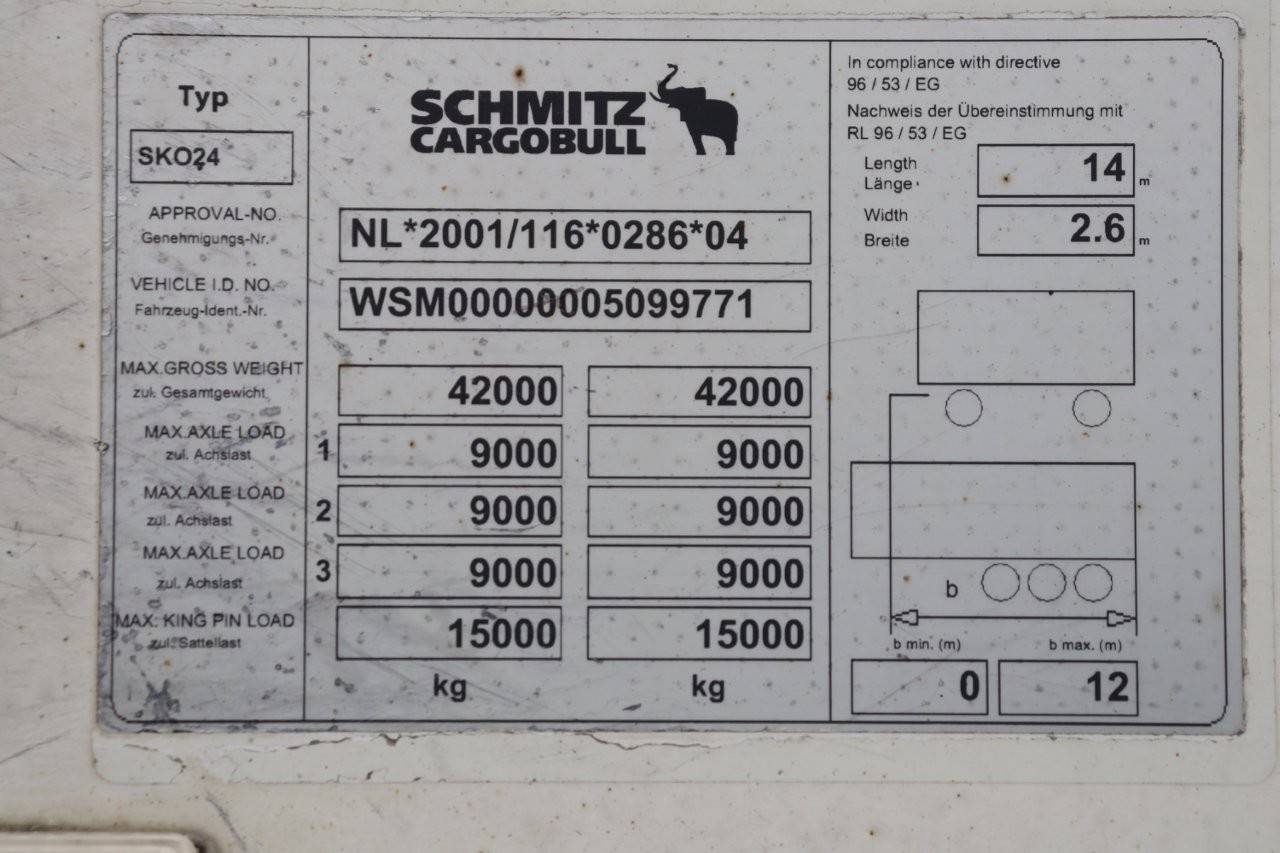 Typ
SKO24
SCHMITZ
CARGOBULL
APPROVAL-NO.
Genehmigungs-Nr.
NL*2001/116*0286*04
VEHICLE I.D. NO.
Fahrzeug-Ident.-Nr.
WSM00000005099771
MAX.GROSS WEIGHT
zul. Gesamtgewicht
42000 42000
MAX.AXLE LOAD
zul. Achslast
1 9000 9000
MAX.AXLE LOAD
zul. Achslast
2 9000 9000
MAX.AXLE LOAD
zul. Achslast
3 9000 9000
MAX. KING PIN LOAD
zul. Sattellast
15000 15000
kg kg
In compliance with directive
96 / 53 / EG
Nachweis der Übereinstimmung mit
RL 96 / 53 / EG
Length
Länge
14 m
Width
Breite
2.6 m
b
b min. (m) b max. (m)
0 12